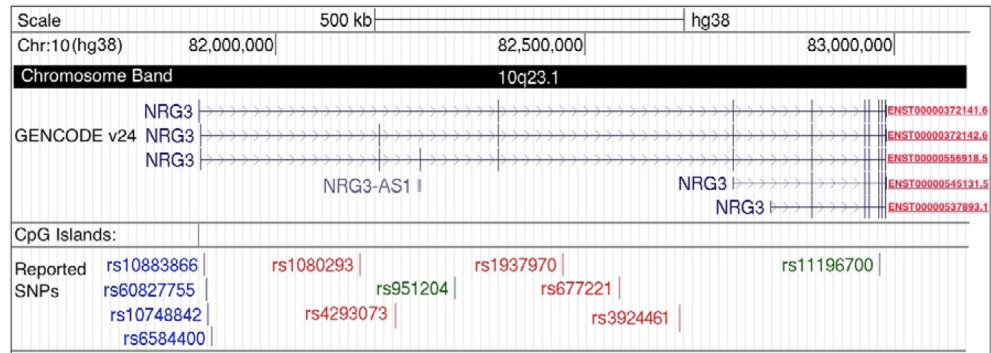 Scale 500 kb hg38
Chr:10(hg38) 82,000,000 82,500,000 83,000,000
Chromosome Band 10q23.1
NRG3 ENST00000372141.6
GENCODE v24 NRG3 ENST00000372142.6
NRG3 ENST00000556918.5
NRG3-AS1 NRG3 ENST00000545131.5
NRG3 ENST00000537893.1
CpG Islands:
Reported rs10883866 rs1080293 rs1937970 rs11196700
SNPs rs60827755 rs951204 rs677221
rs10748842 rs4293073 rs3924461
rs6584400